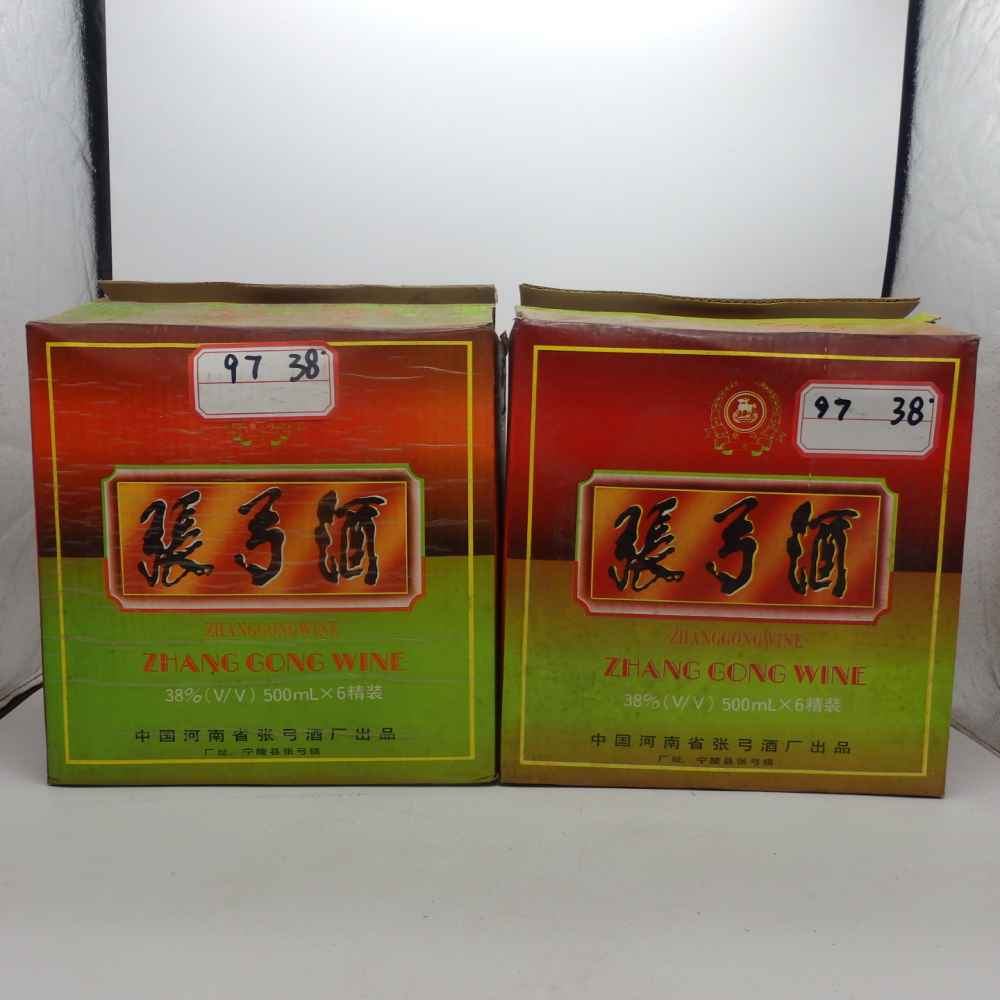 97 38°
張弓酒
ZHANGGONGWINE
ZHANG GONG WINE
38%(V/V) 500mL×6精装
中国河南省张弓酒厂出品
厂址、宁陵县张弓镇
97 38°
張弓酒
ZHANGGONGWINE
ZHANG GONG WINE
38%(V/V) 500mL×6精装
中国河南省张弓酒厂出品
厂址、宁陵县张弓镇